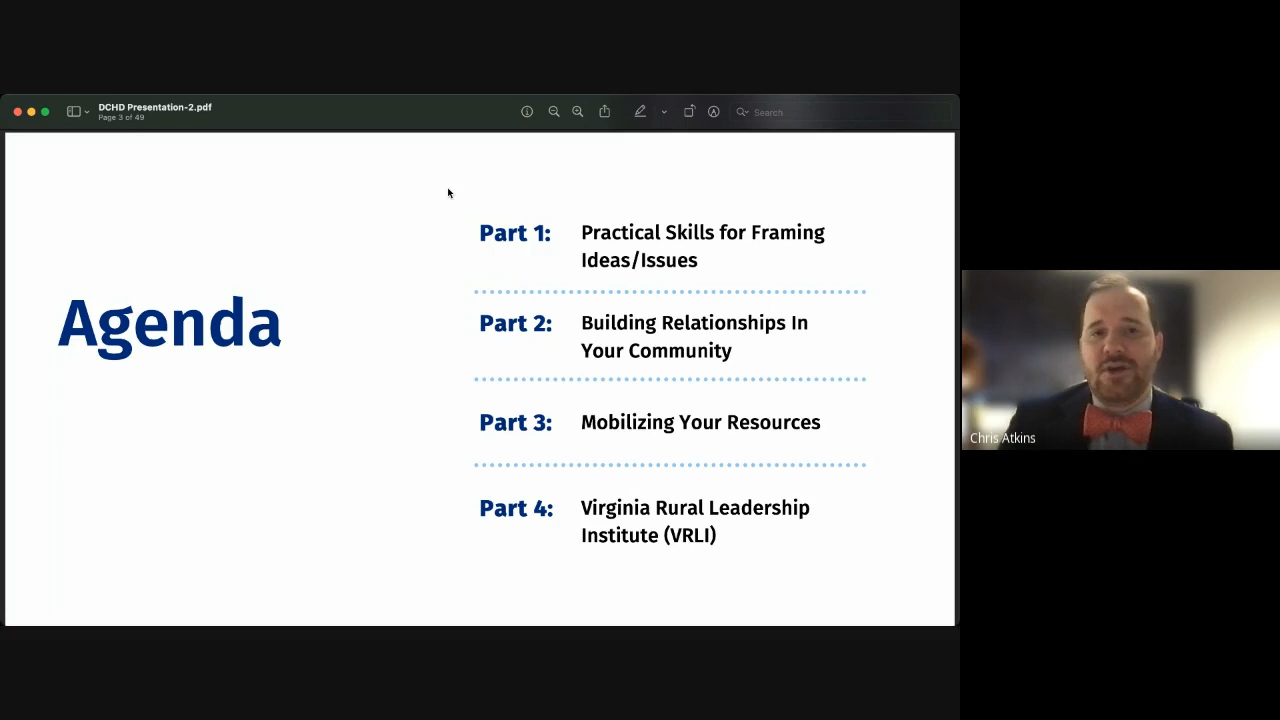 DCHD Presentation-2.pdf
Page 3 of 49
Search
Agenda
Part 1: Practical Skills for Framing
Ideas/Issues
Part 2: Building Relationships In
Your Community
Part 3: Mobilizing Your Resources
Part 4: Virginia Rural Leadership
Institute (VRLI)
Chris Atkins